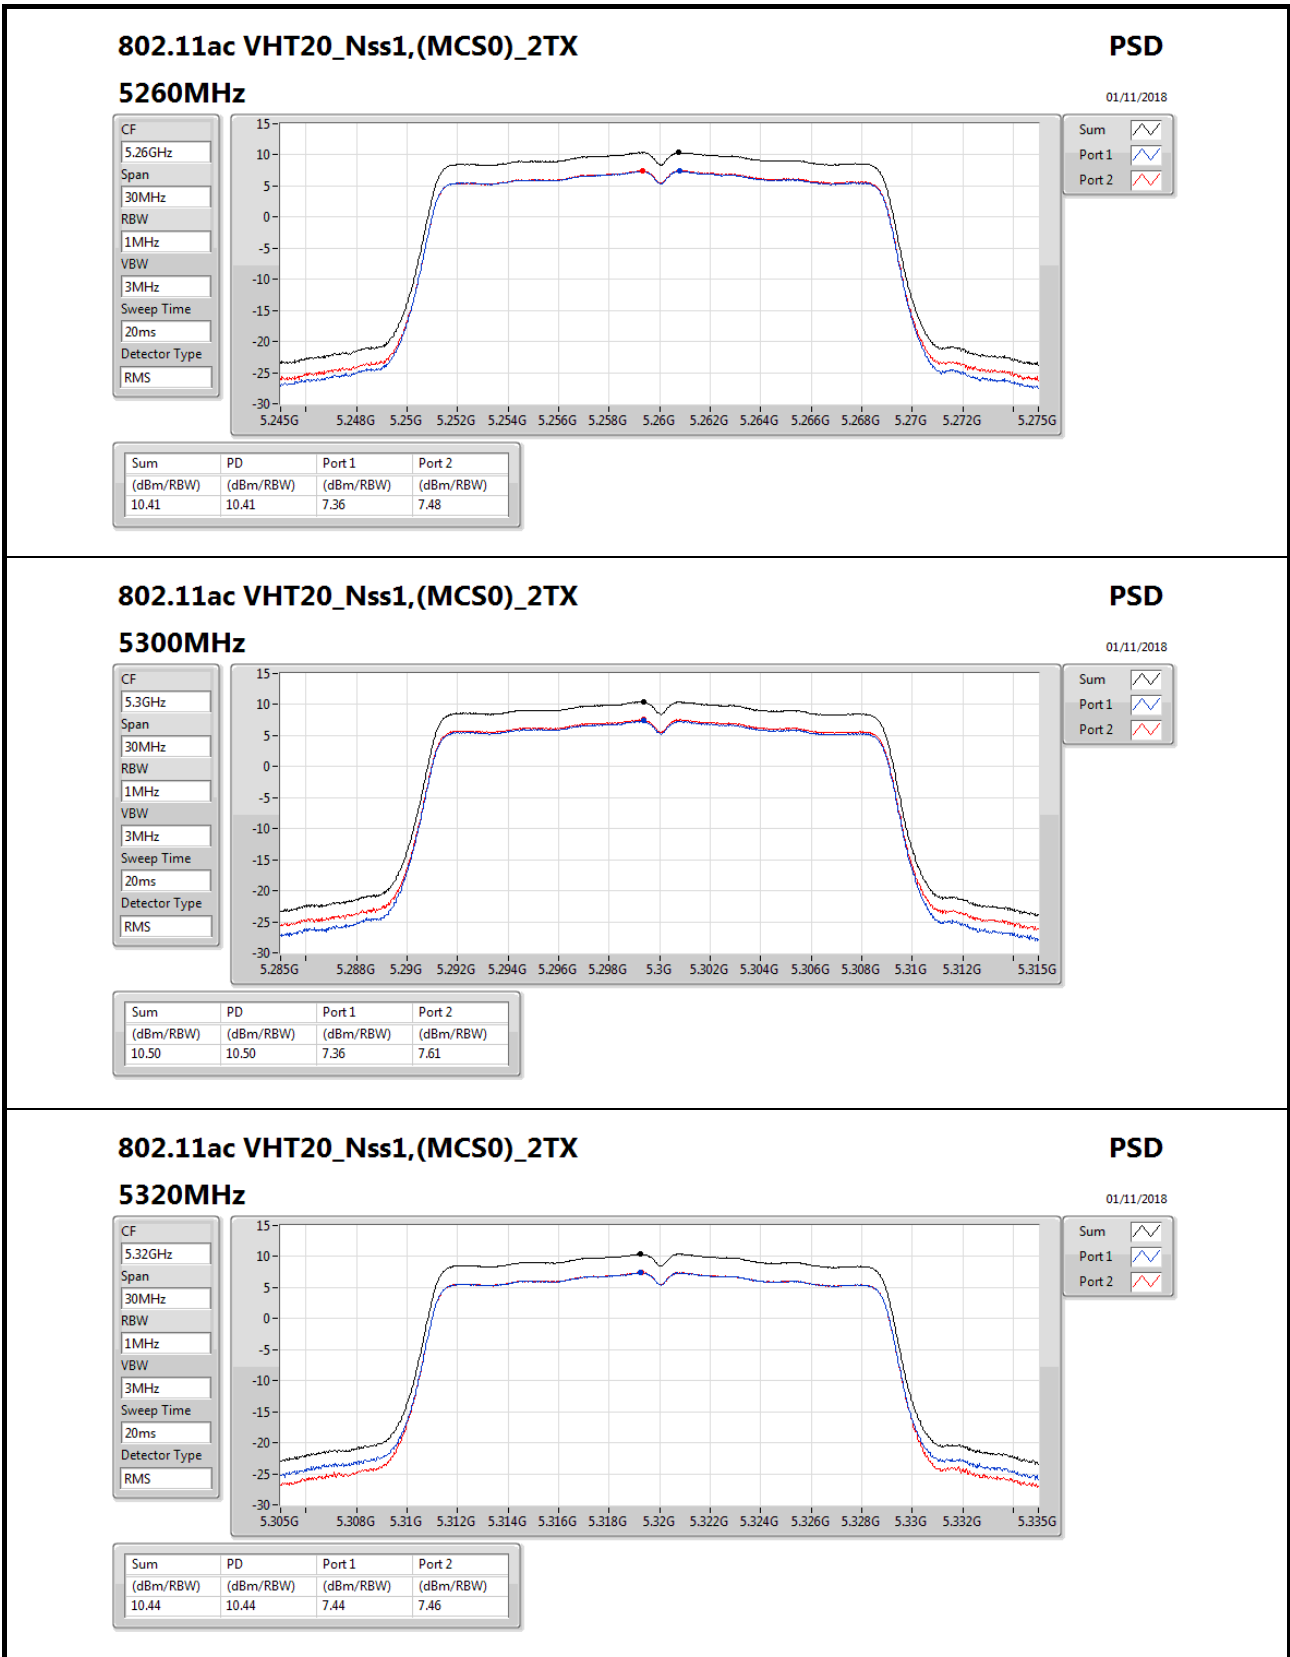 802.11ac VHT20_Nss1,(MCS0)_2TX PSD
5260MHz 01/11/2018
CF
5.26GHz
Span
30MHz
RBW
1MHz
VBW
3MHz
Sweep Time
20ms
Detector Type
RMS
15
10
5
0
-5
-10
-15
-20
-25
-30
5.245G 5.248G 5.25G 5.252G 5.254G 5.256G 5.258G 5.26G 5.262G 5.264G 5.266G 5.268G 5.27G 5.272G 5.275G
Sum
Port 1
Port 2
Sum PD Port 1 Port 2
(dBm/RBW) (dBm/RBW) (dBm/RBW) (dBm/RBW)
10.41 10.41 7.36 7.48
802.11ac VHT20_Nss1,(MCS0)_2TX PSD
5300MHz 01/11/2018
CF
5.3GHz
Span
30MHz
RBW
1MHz
VBW
3MHz
Sweep Time
20ms
Detector Type
RMS
15
10
5
0
-5
-10
-15
-20
-25
-30
5.285G 5.288G 5.29G 5.292G 5.294G 5.296G 5.298G 5.3G 5.302G 5.304G 5.306G 5.308G 5.31G 5.312G 5.315G
Sum
Port 1
Port 2
Sum PD Port 1 Port 2
(dBm/RBW) (dBm/RBW) (dBm/RBW) (dBm/RBW)
10.50 10.50 7.36 7.61
802.11ac VHT20_Nss1,(MCS0)_2TX PSD
5320MHz 01/11/2018
CF
5.32GHz
Span
30MHz
RBW
1MHz
VBW
3MHz
Sweep Time
20ms
Detector Type
RMS
15
10
5
0
-5
-10
-15
-20
-25
-30
5.305G 5.308G 5.31G 5.312G 5.314G 5.316G 5.318G 5.32G 5.322G 5.324G 5.326G 5.328G 5.33G 5.332G 5.335G
Sum
Port 1
Port 2
Sum PD Port 1 Port 2
(dBm/RBW) (dBm/RBW) (dBm/RBW) (dBm/RBW)
10.44 10.44 7.44 7.46